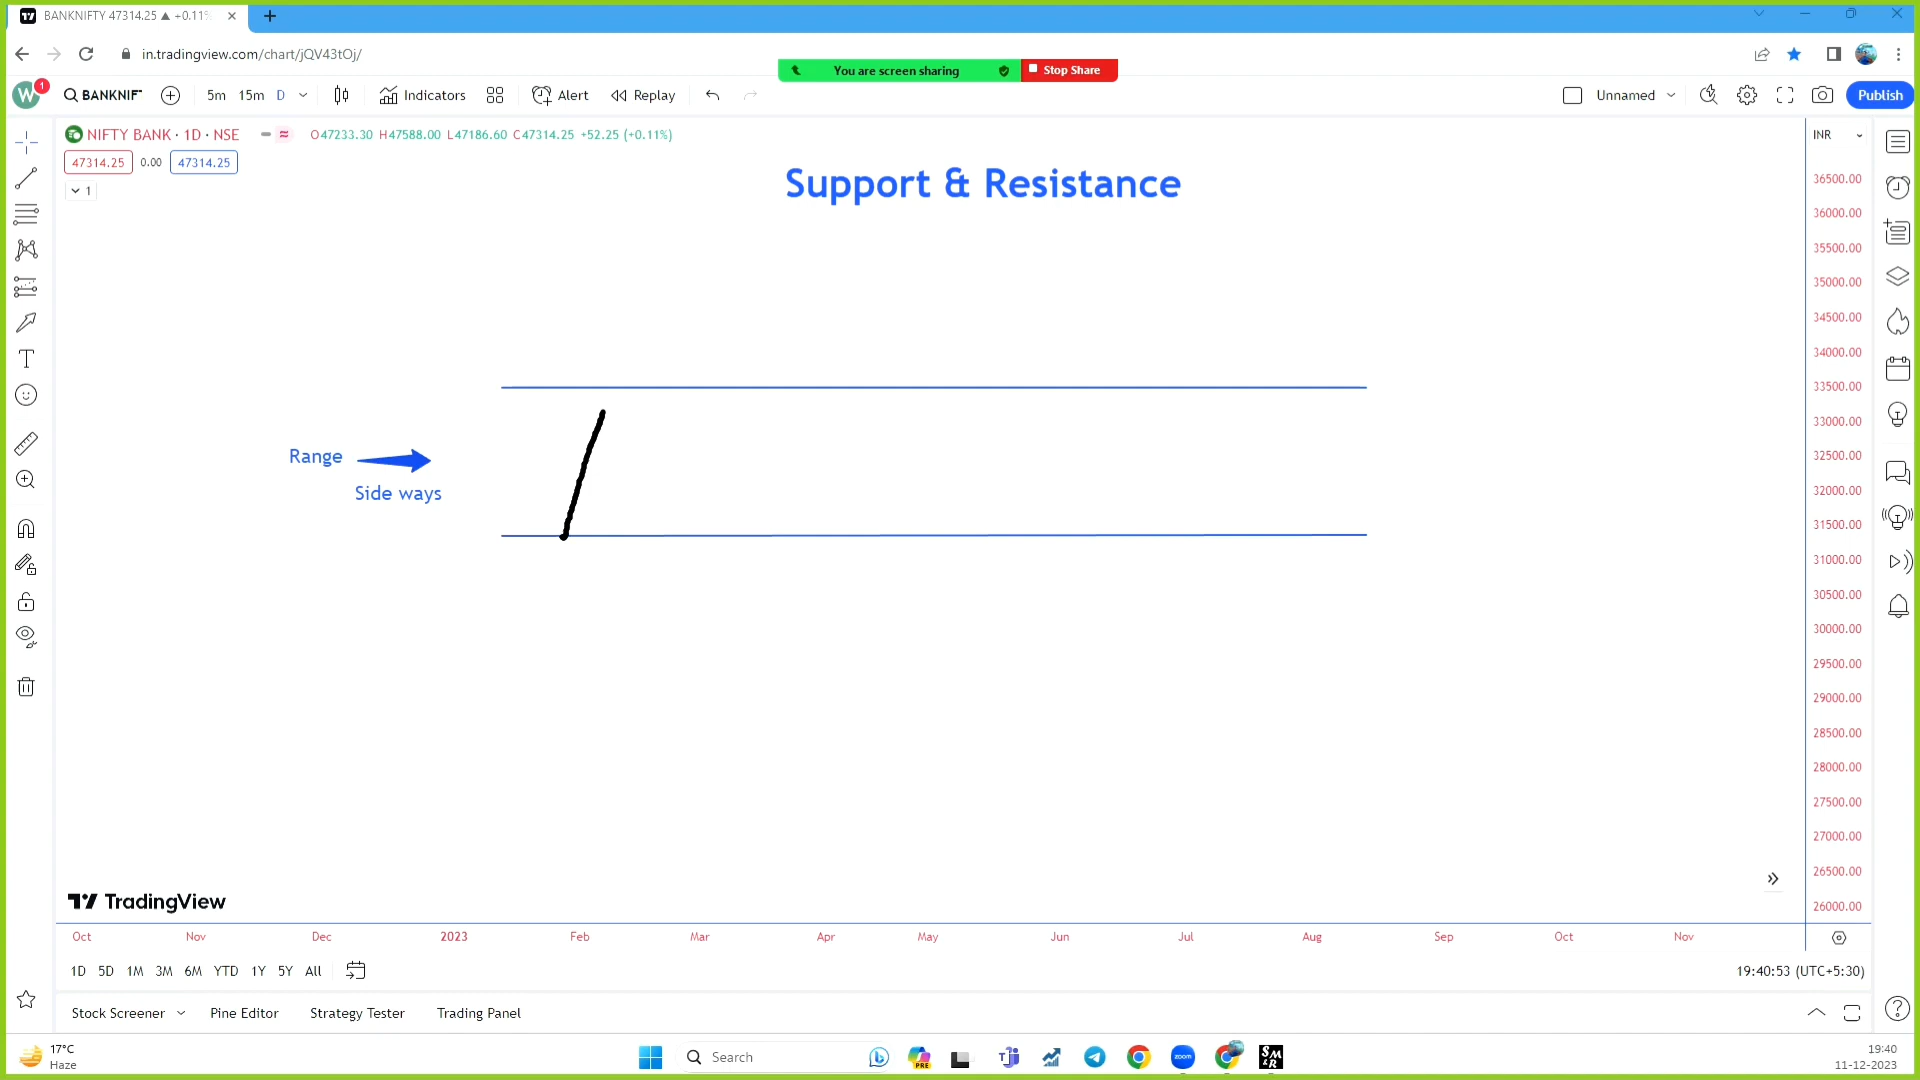 BANKNIFTY 47314.25 ▲ +0.11%
in.tradingview.com/chart/jQV43tOj/
You are screen sharing
Stop Share
W 1
BANKNIF
5m 15m D
Indicators
Alert
Replay
Unnamed
Publish
NIFTY BANK · 1D · NSE
O47233.30 H47588.00 L47186.60 C47314.25 +52.25 (+0.11%)
INR
47314.25 0.00 47314.25
1
Support & Resistance
36500.00
36000.00
35500.00
35000.00
34500.00
34000.00
33500.00
33000.00
32500.00
32000.00
31500.00
31000.00
30500.00
30000.00
29500.00
29000.00
28500.00
28000.00
27500.00
27000.00
26500.00
26000.00
Range
Side ways
TradingView
Oct Nov Dec 2023 Feb Mar Apr May Jun Jul Aug Sep Oct Nov
1D 5D 1M 3M 6M YTD 1Y 5Y All
19:40:53 (UTC+5:30)
Stock Screener Pine Editor Strategy Tester Trading Panel
17°C
Haze
Search
PRE
zoom
19:40
11-12-2023